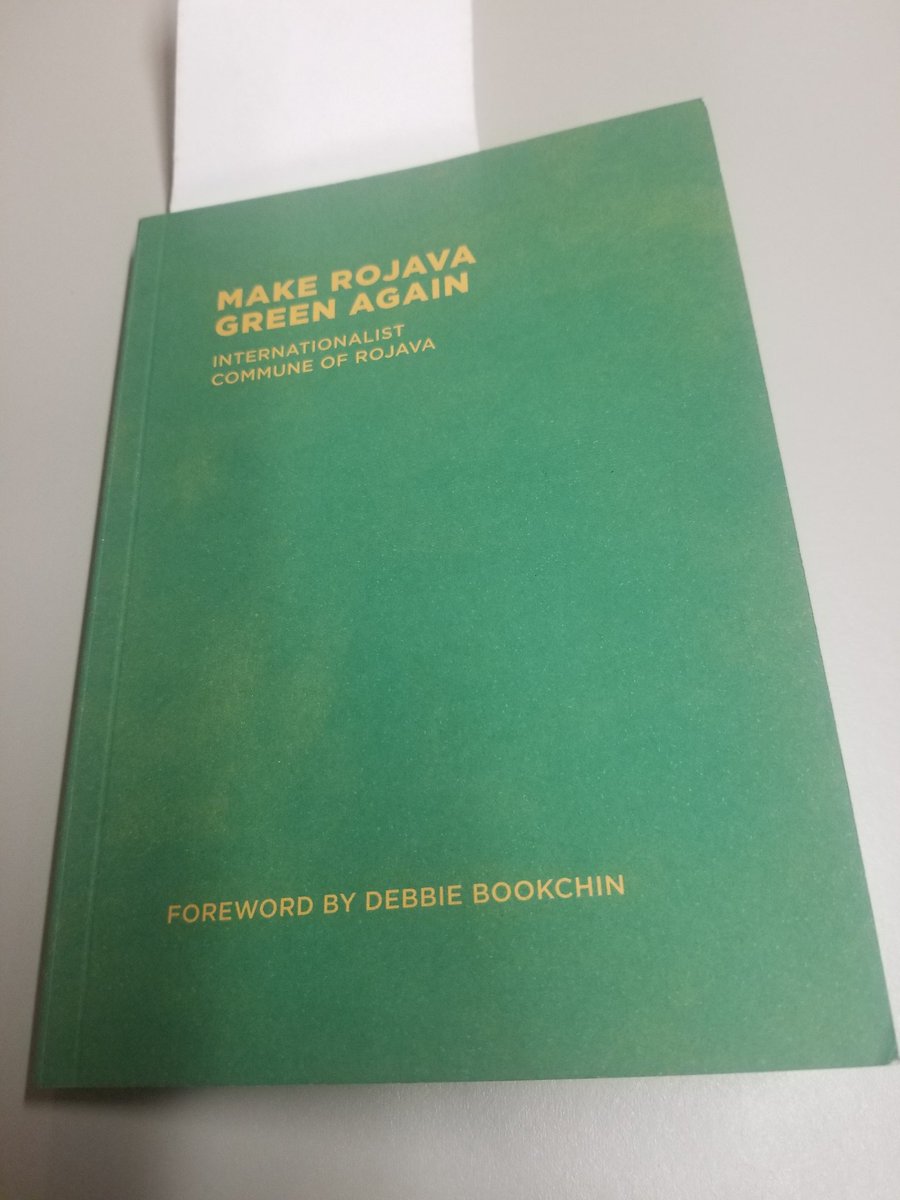 MAKE ROJAVA
GREEN AGAIN
INTERNATIONALIST
COMMUNE OF ROJAVA
FOREWORD BY DEBBIE BOOKCHIN